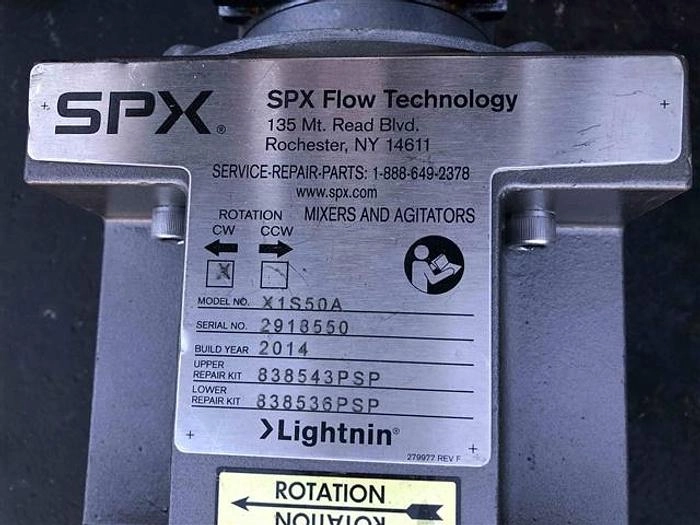 SPX®
SPX Flow Technology
135 Mt. Read Blvd.
Rochester, NY 14611
SERVICE-REPAIR-PARTS: 1-888-649-2378
www.spx.com
MIXERS AND AGITATORS
ROTATION
CW CCW
X
MODEL NO. X1S50A
SERIAL NO. 2918550
BUILD YEAR 2014
UPPER
REPAIR KIT 838543PSP
LOWER
REPAIR KIT 838536PSP
Lightnin®
279977 REV F
ROTATION
ROTATION